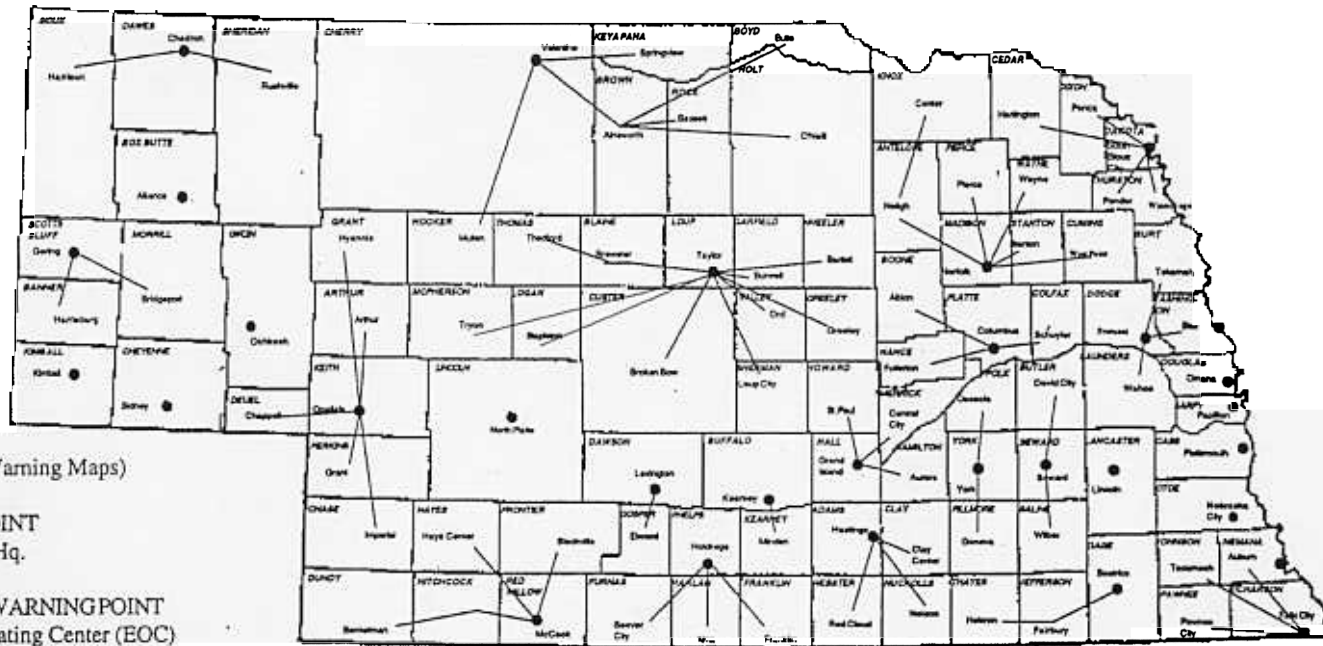 SIOUX
DAWES
SHERIDAN
CHERRY
KEYAPAHA
BOYD
Chadron
Harrison
Rushville
Valentine
Springview
Butte
HOLT
BROWN
ROCK
Bassett
Ainsworth
O'Neill
KNOX
CEDAR
Center
Hartington
Ponca
DAKOTA
BOX BUTTE
Alliance
ANTELOPE
PIERCE
WAYNE
Pierce
Wayne
THURSTON
Pender
Neligh
SCOTTS
BLUFF
MORRILL
GRANT
HOOKER
THOMAS
BLAINE
LOUP
GARFIELD
WHEELER
MADISON
STANTON
CUMING
BURT
Gering
Hyannis
Mullen
Thedford
Brewster
Taylor
Burwell
Bartlett
BOONE
Norfolk
Stanton
West Point
Tekamah
BANNER
Bridgeport
Harrisburg
ARTHUR
MCPHERSON
LOGAN
CUSTER
VALLEY
GREELEY
PLATTE
COLFAX
DODGE
Arthur
Tryon
Stapleton
Ord
Greeley
Albion
Columbus
Schuyler
Fremont
Blair
Oshkosh
KIMBALL
CHEYENNE
Kimball
Sidney
KEITH
LINCOLN
Broken Bow
SHERMAN
Loup City
HOWARD
NANCE
Fullerton
POLK
BUTLER
SAUNDERS
DOUGLAS
David City
Wahoo
Omaha
DEUEL
Chappell
Ogallala
North Platte
St. Paul
Central
City
Osceola
Papillion
PERKINS
Grant
DAWSON
BUFFALO
HALL
HAMILTON
YORK
SEWARD
LANCASTER
CASS
Lexington
Kearney
Grand
Island
Aurora
York
Seward
Lincoln
Plattsmouth
Warning Maps)
CHASE
HAYES
FRONTIER
GOSPER
PHELPS
KEARNEY
ADAMS
CLAY
FILLMORE
SALINE
OTOE
Imperial
Hays Center
Stockville
Elwood
Holdrege
Minden
Hastings
Clay
Center
Geneva
Wilber
Nebraska
City
OINT
Hq.
DUNDY
HITCHCOCK
RED
WILLOW
FURNAS
HARLAN
FRANKLIN
WEBSTER
NUCKOLLS
THAYER
JEFFERSON
GAGE
JOHNSON
NEMAHA
Beatrice
Tecumseh
Auburn
PAWNEE
Benkelman
McCook
Beaver
City
Red Cloud
Nelson
Hebron
Fairbury
Pawnee
City
Falls City
WARNINGPOINT
ating Center (EOC)